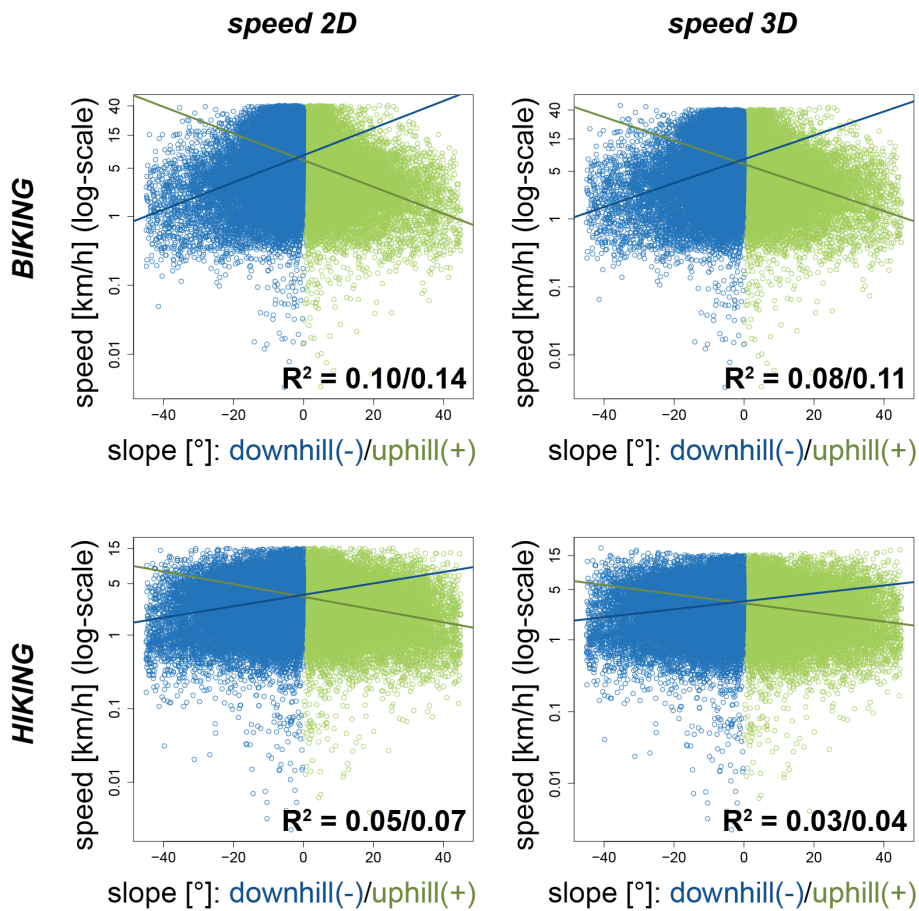 speed 2D
speed 3D
BIKING
speed [km/h] (log-scale)
40
15
5
1
0.1
0.01
R² = 0.10/0.14
−40
−20
0
20
40
slope [°]: downhill(-)/uphill(+)
speed [km/h] (log-scale)
40
15
5
1
0.1
0.01
R² = 0.08/0.11
−40
−20
0
20
40
slope [°]: downhill(-)/uphill(+)
HIKING
speed [km/h] (log-scale)
15
5
1
0.1
0.01
R² = 0.05/0.07
−40
−20
0
20
40
slope [°]: downhill(-)/uphill(+)
speed [km/h] (log-scale)
15
5
1
0.1
0.01
R² = 0.03/0.04
−40
−20
0
20
40
slope [°]: downhill(-)/uphill(+)